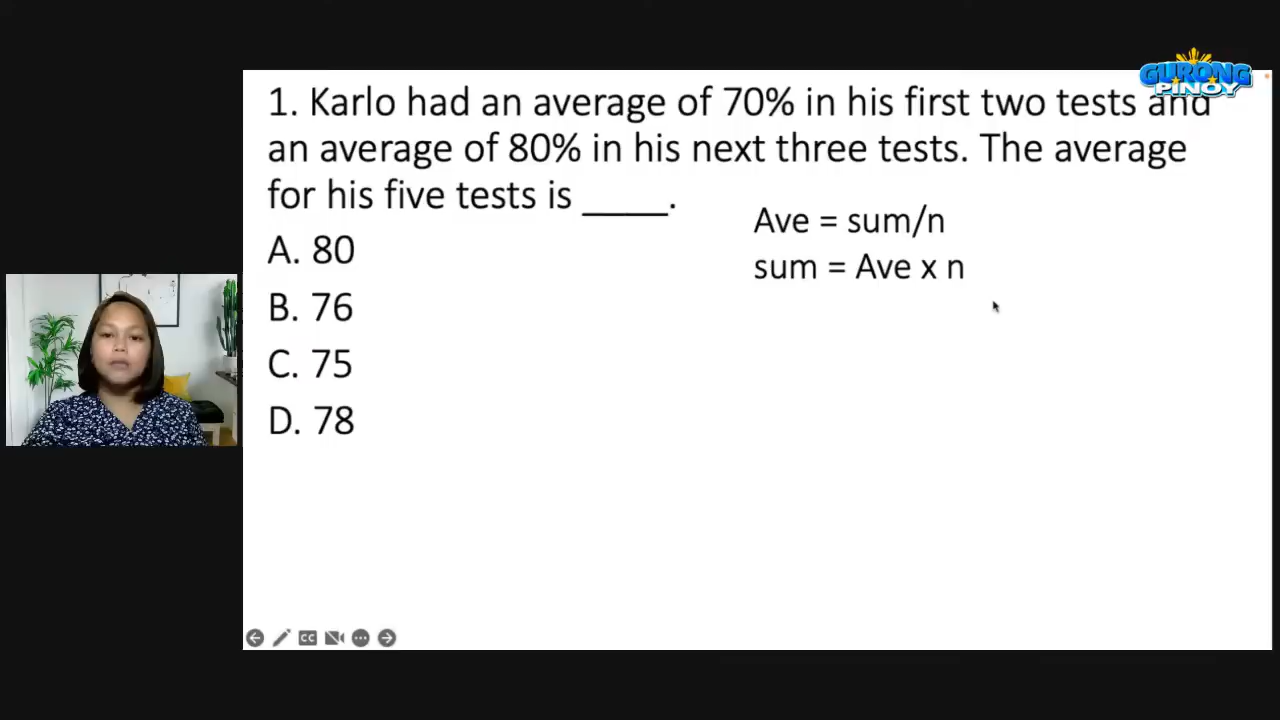 GURONG
PINOY
1. Karlo had an average of 70% in his first two tests and
an average of 80% in his next three tests. The average
for his five tests is ____.
Ave = sum/n
sum = Ave x n
A. 80
B. 76
C. 75
D. 78
CC